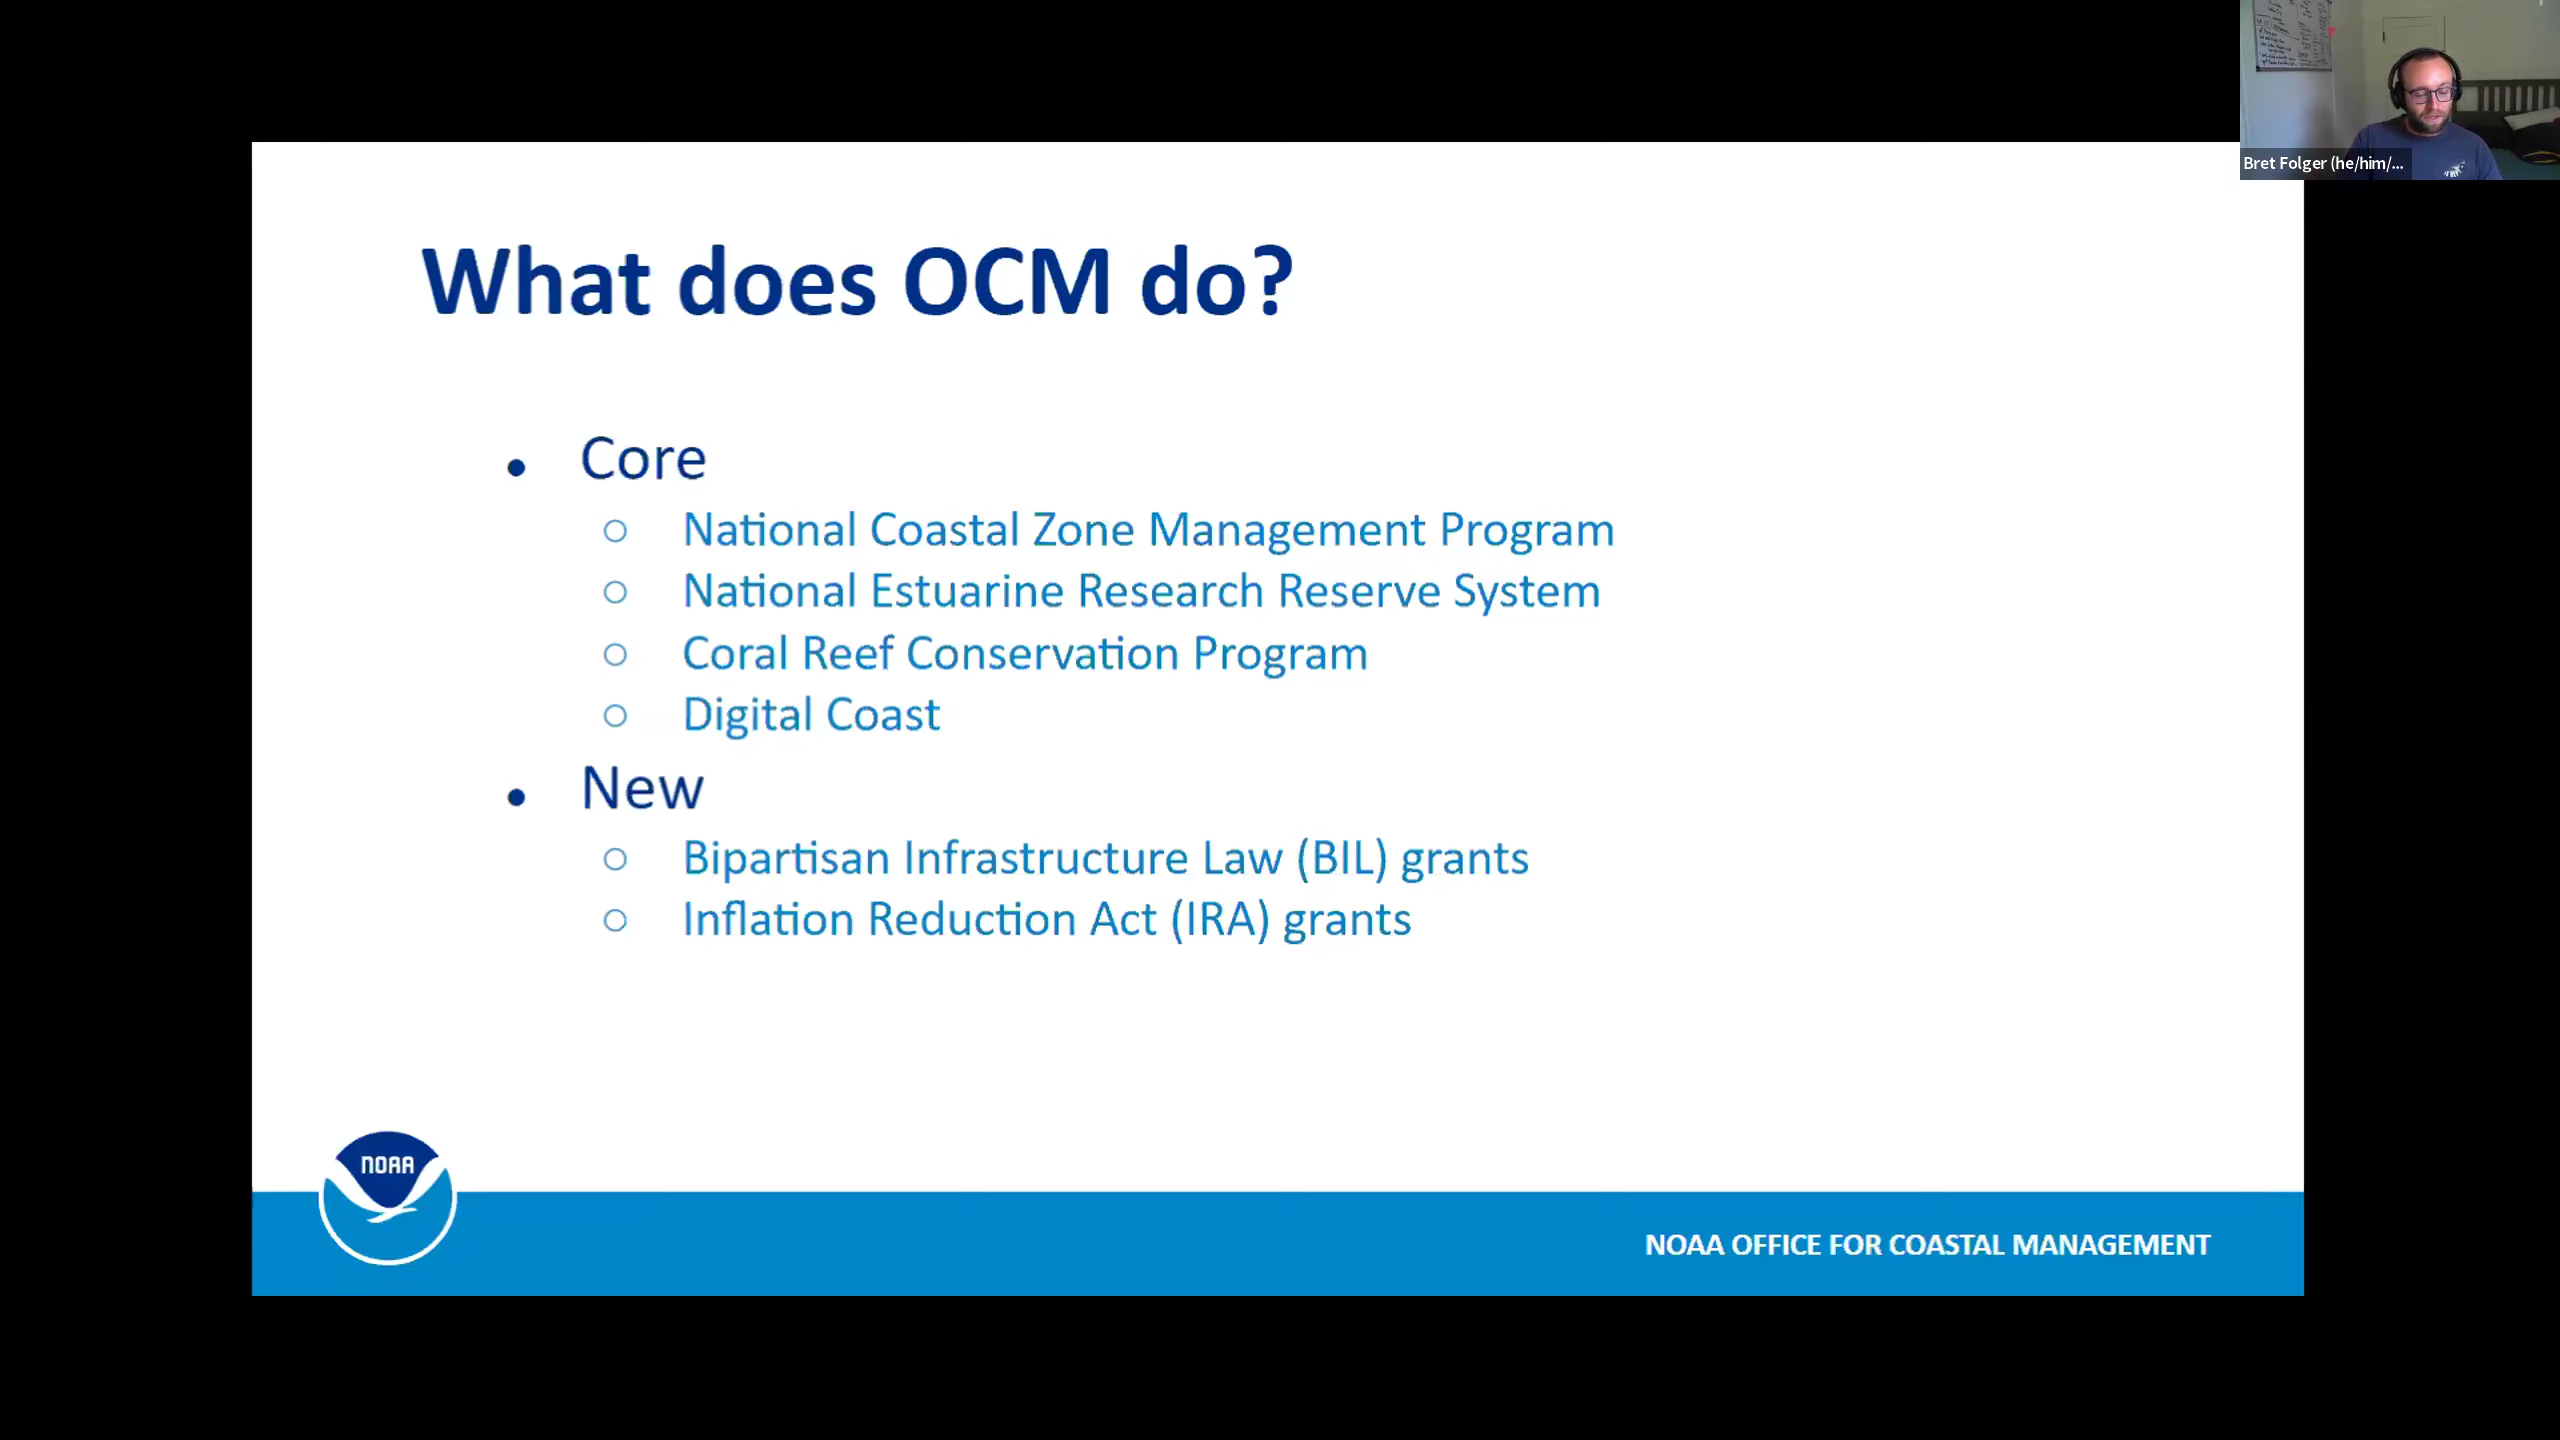 Bret Folger (he/him/...
What does OCM do?
• Core
○ National Coastal Zone Management Program
○ National Estuarine Research Reserve System
○ Coral Reef Conservation Program
○ Digital Coast
• New
○ Bipartisan Infrastructure Law (BIL) grants
○ Inflation Reduction Act (IRA) grants
NOAA
NOAA OFFICE FOR COASTAL MANAGEMENT